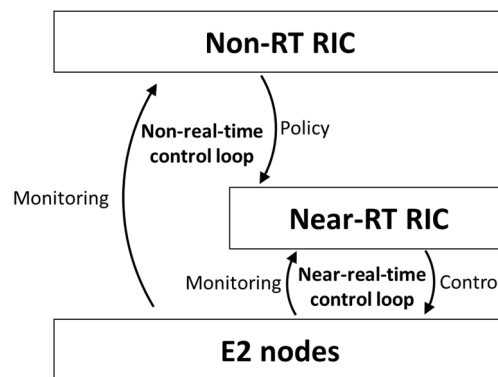 Non-RT RIC
Non-real-time
control loop
Policy
Monitoring
Near-RT RIC
Monitoring
Near-real-time
control loop
Contro
E2 nodes